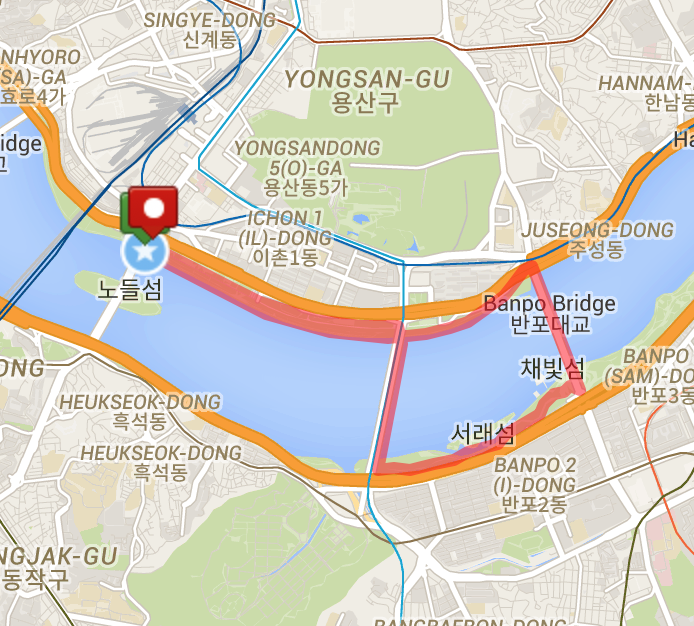 SINGYE-DONG
신계동
NHYORO
(SA)-GA
효로4가
YONGSAN-GU
용산구
HANNAM-
한남동
idge
교
YONGSANDONG
5(O)-GA
용산동5가
Ha
ICHON 1
(IL)-DONG
이촌1동
JUSEONG-DONG
주성동
노들섬
Banpo Bridge
반포대교
채빛섬
BANPO
(SAM)-DO
반포3동
ONG
HEUKSEOK-DONG
흑석동
서래섬
HEUKSEOK-DONG
흑석동
BANPO 2
(I)-DONG
반포2동
NGJAK-GU
동작구
BANGBAEBON-DONG